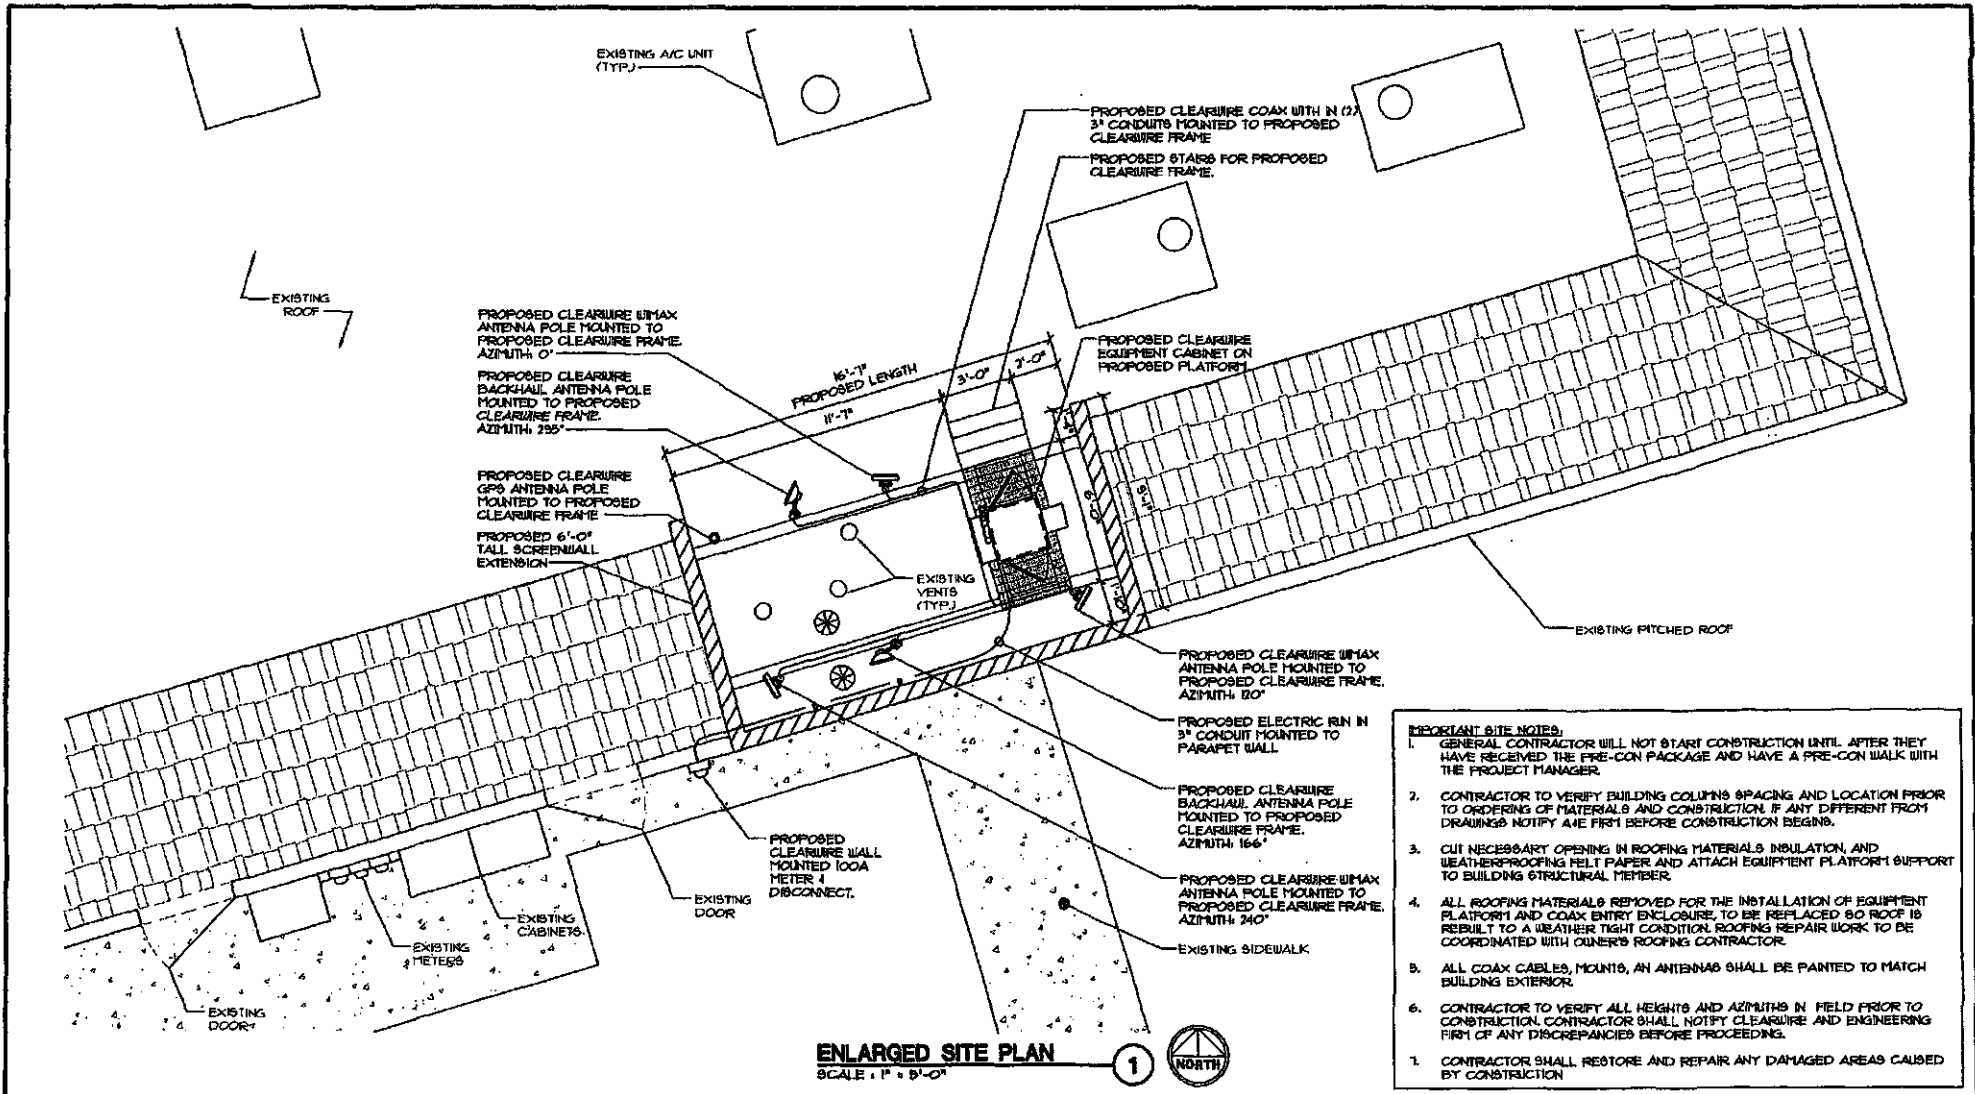 EXISTING A/C UNIT
(TYP.)
PROPOSED CLEARWIRE COAX WITH IN (2)
3" CONDUITS MOUNTED TO PROPOSED
CLEARWIRE FRAME
PROPOSED STAIRS FOR PROPOSED
CLEARWIRE FRAME.
EXISTING
ROOF
PROPOSED CLEARWIRE WIMAX
ANTENNA POLE MOUNTED TO
PROPOSED CLEARWIRE FRAME.
AZIMUTH: 0°
PROPOSED CLEARWIRE
BACKHAUL ANTENNA POLE
MOUNTED TO PROPOSED
CLEARWIRE FRAME.
AZIMUTH: 295°
PROPOSED CLEARWIRE
GPS ANTENNA POLE
MOUNTED TO PROPOSED
CLEARWIRE FRAME
PROPOSED 6'-0"
TALL SCREENWALL
EXTENSION
16'-7"
PROPOSED LENGTH
11'-7"
3'-0"
2'-0"
PROPOSED CLEARWIRE
EQUIPMENT CABINET ON
PROPOSED PLATFORM
6'-0"
9'-1"
1'-10"
EXISTING
VENTS
(TYP.)
EXISTING PITCHED ROOF
PROPOSED CLEARWIRE WIMAX
ANTENNA POLE MOUNTED TO
PROPOSED CLEARWIRE FRAME.
AZIMUTH: 120°
PROPOSED ELECTRIC RUN IN
3" CONDUIT MOUNTED TO
PARAPET WALL
PROPOSED CLEARWIRE
BACKHAUL ANTENNA POLE
MOUNTED TO PROPOSED
CLEARWIRE FRAME.
AZIMUTH: 166°
PROPOSED CLEARWIRE WIMAX
ANTENNA POLE MOUNTED TO
PROPOSED CLEARWIRE FRAME.
AZIMUTH: 240°
EXISTING SIDEWALK
PROPOSED
CLEARWIRE WALL
MOUNTED 100A
METER &
DISCONNECT.
EXISTING
DOOR
EXISTING
CABINETS
EXISTING
METERS
EXISTING
DOOR
ENLARGED SITE PLAN
SCALE : 1" = 5'-0"
1
NORTH
IMPORTANT SITE NOTES:
1. GENERAL CONTRACTOR WILL NOT START CONSTRUCTION UNTIL AFTER THEY
HAVE RECEIVED THE PRE-CON PACKAGE AND HAVE A PRE-CON WALK WITH
THE PROJECT MANAGER.
2. CONTRACTOR TO VERIFY BUILDING COLUMNS SPACING AND LOCATION PRIOR
TO ORDERING OF MATERIALS AND CONSTRUCTION. IF ANY DIFFERENT FROM
DRAWINGS NOTIFY A&E FIRM BEFORE CONSTRUCTION BEGINS.
3. CUT NECESSARY OPENING IN ROOFING MATERIALS INSULATION, AND
WEATHERPROOFING FELT PAPER AND ATTACH EQUIPMENT PLATFORM SUPPORT
TO BUILDING STRUCTURAL MEMBER.
4. ALL ROOFING MATERIALS REMOVED FOR THE INSTALLATION OF EQUIPMENT
PLATFORM AND COAX ENTRY ENCLOSURE, TO BE REPLACED SO ROOF IS
REBUILT TO A WEATHER TIGHT CONDITION. ROOFING REPAIR WORK TO BE
COORDINATED WITH OWNER'S ROOFING CONTRACTOR.
5. ALL COAX CABLES, MOUNTS, AN ANTENNAS SHALL BE PAINTED TO MATCH
BUILDING EXTERIOR.
6. CONTRACTOR TO VERIFY ALL HEIGHTS AND AZIMUTHS IN FIELD PRIOR TO
CONSTRUCTION. CONTRACTOR SHALL NOTIFY CLEARWIRE AND ENGINEERING
FIRM OF ANY DISCREPANCIES BEFORE PROCEEDING.
7. CONTRACTOR SHALL RESTORE AND REPAIR ANY DAMAGED AREAS CAUSED
BY CONSTRUCTION